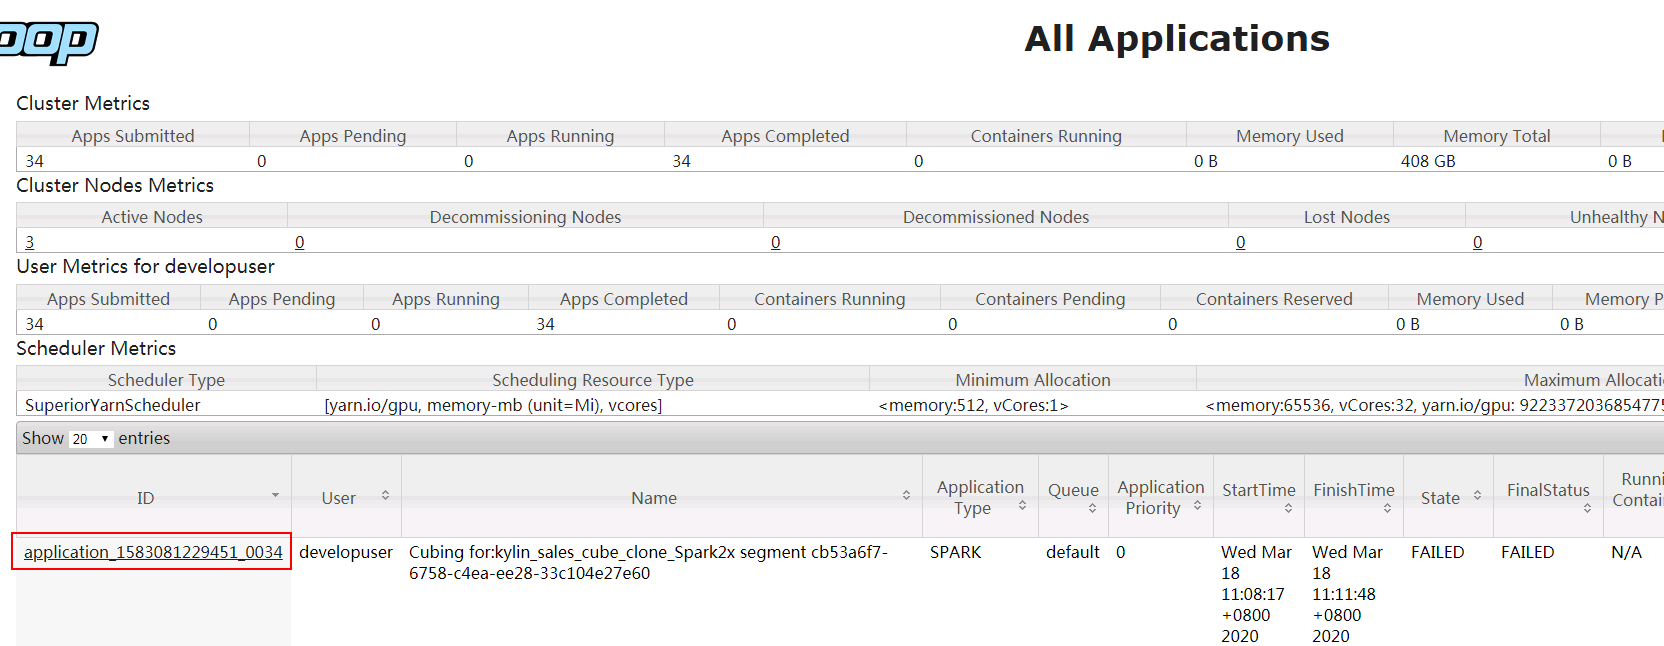 oop
All Applications
Cluster Metrics
Apps Submitted Apps Pending Apps Running Apps Completed Containers Running Memory Used Memory Total
34 0 0 34 0 0 B 408 GB 0 B
Cluster Nodes Metrics
Active Nodes Decommissioning Nodes Decommissioned Nodes Lost Nodes Unhealthy N
3 0 0 0 0
User Metrics for developuser
Apps Submitted Apps Pending Apps Running Apps Completed Containers Running Containers Pending Containers Reserved Memory Used Memory P
34 0 0 34 0 0 0 0 B 0 B
Scheduler Metrics
Scheduler Type Scheduling Resource Type Minimum Allocation Maximum Allocati
SuperiorYarnScheduler [yarn.io/gpu, memory-mb (unit=Mi), vcores] <memory:512, vCores:1> <memory:65536, vCores:32, yarn.io/gpu: 9223372036854775
Show 20 entries
ID User Name Application Type Queue Application Priority StartTime FinishTime State FinalStatus Runni Contai
application_1583081229451_0034 developuser Cubing for:kylin_sales_cube_clone_Spark2x segment cb53a6f7- SPARK default 0 Wed Mar Wed Mar FAILED FAILED N/A
6758-c4ea-ee28-33c104e27e60 18 18
11:08:17 11:11:48
+0800 +0800
2020 2020